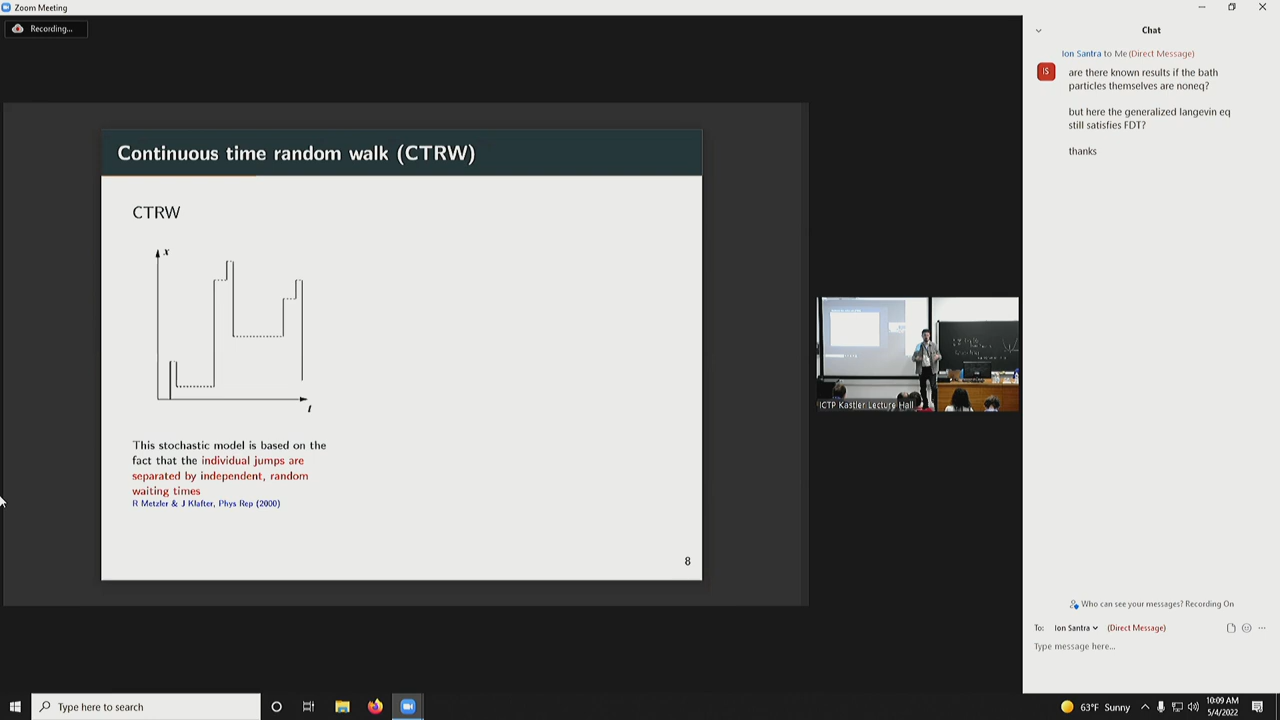 Zoom Meeting
Recording...
Continuous time random walk (CTRW)
CTRW
x
t
This stochastic model is based on the
fact that the individual jumps are
separated by independent, random
waiting times
R Metzler & J Klafter, Phys Rep (2000)
8
ICTP Kastler Lecture Hall
Chat
Ion Santra to Me (Direct Message)
IS
are there known results if the bath
particles themselves are noneq?
but here the generalized langevin eq
still satisfies FDT?
thanks
Who can see your messages? Recording On
To: Ion Santra (Direct Message)
Type message here...
Type here to search
63°F Sunny
10:09 AM
5/4/2022